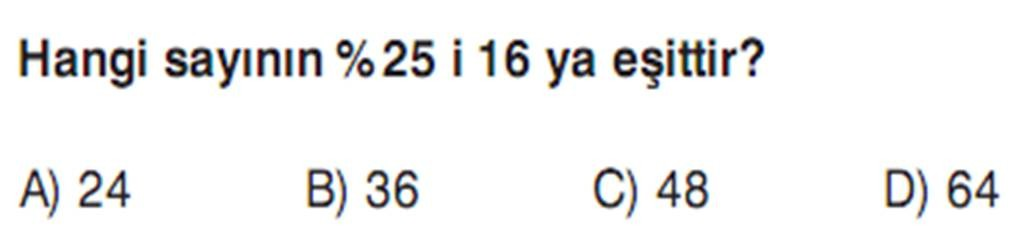 Hangi sayının %25 i 16 ya eşittir?
A) 24 B) 36 C) 48 D) 64